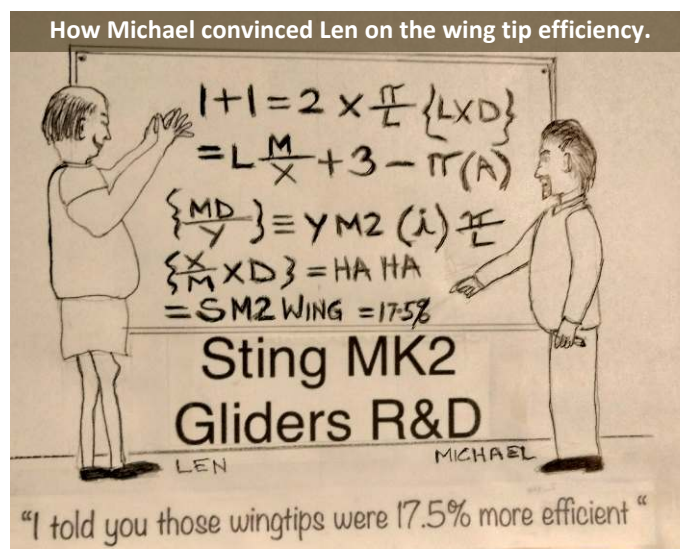 How Michael convinced Len on the wing tip efficiency.
1+1=2 x π/L {LXD}
=L M/X +3 - π(A)
{MD/Y} ≡ YM2 (i) π/L
{X/M XD} = HA HA
= SM2 WING = 17.5%
Sting MK2
Gliders R&D
LEN
MICHAEL
"I told you those wingtips were 17.5% more efficient "